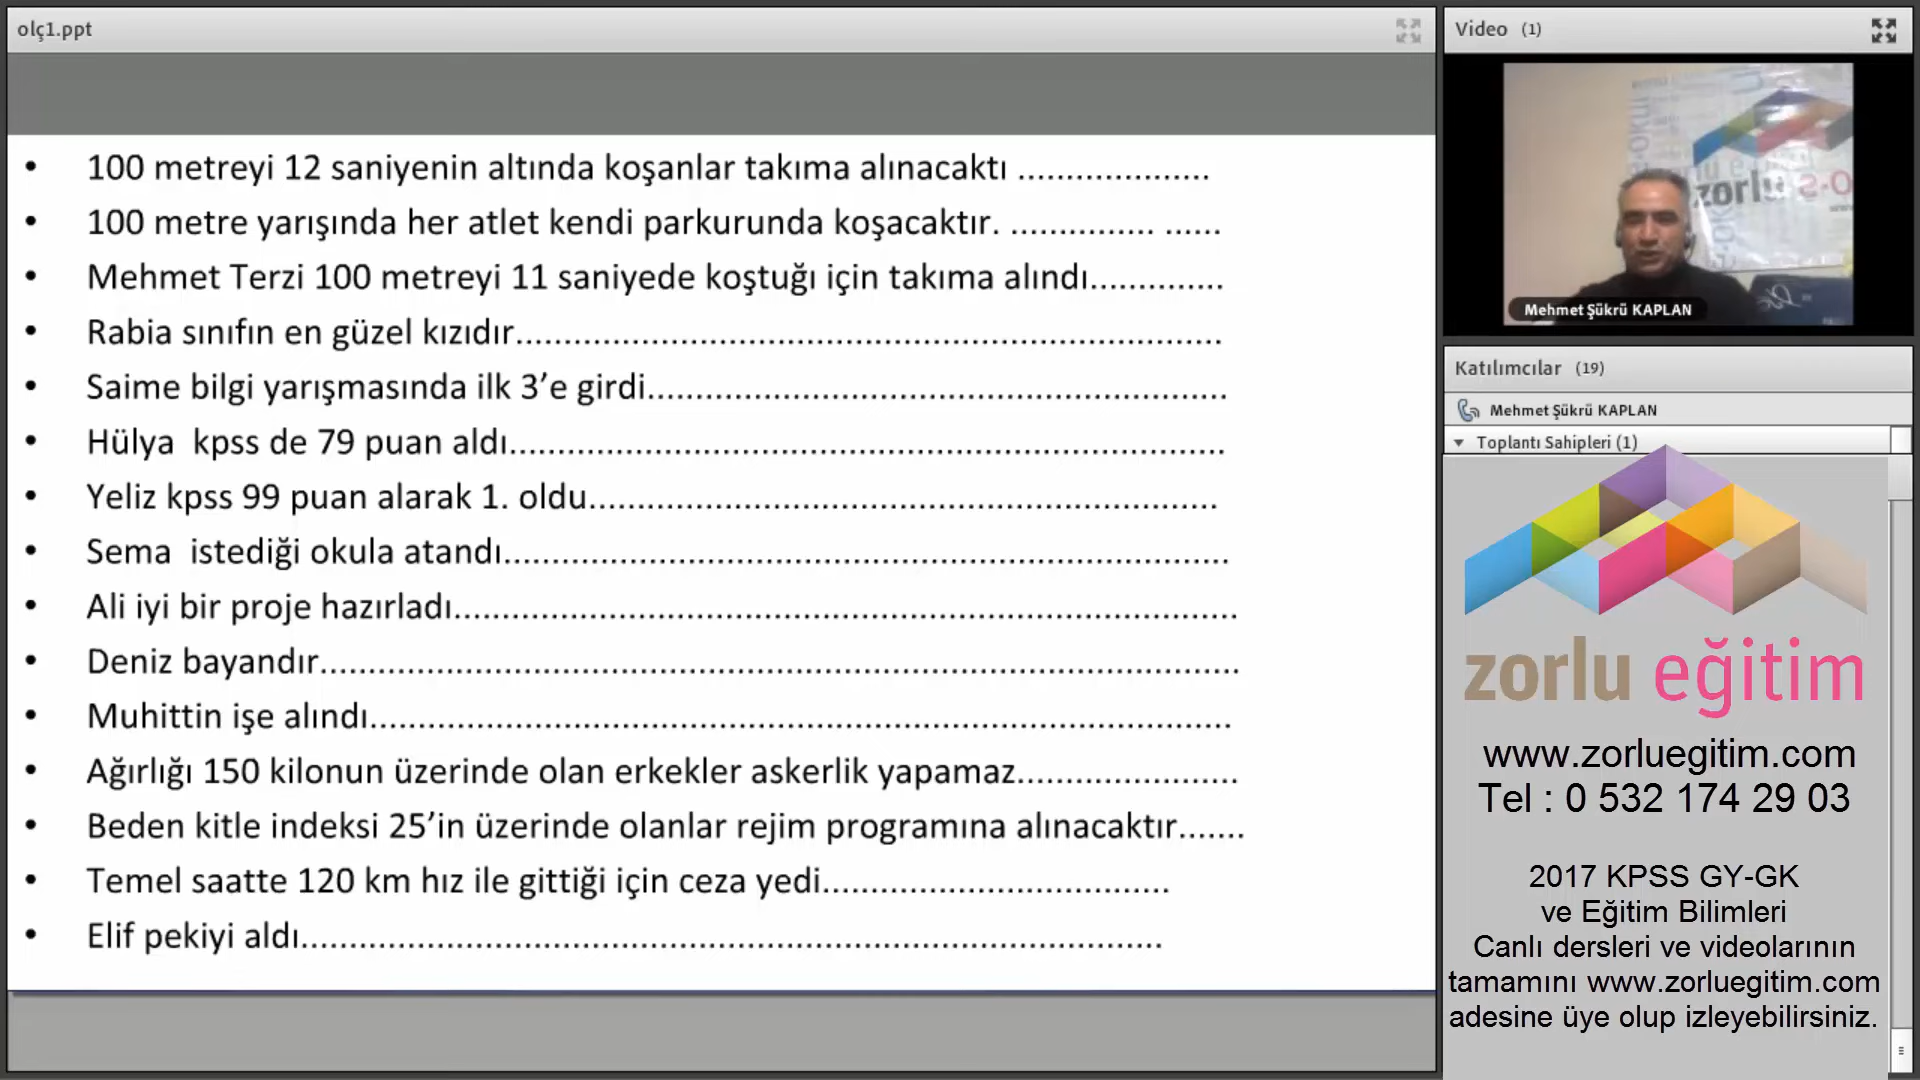 olç1.ppt
• 100 metreyi 12 saniyenin altında koşanlar takıma alınacaktı ....................
• 100 metre yarışında her atlet kendi parkurunda koşacaktır. ............... ......
• Mehmet Terzi 100 metreyi 11 saniyede koştuğı için takıma alındı..............
• Rabia sınıfın en güzel kızıdır..........................................................................
• Saime bilgi yarışmasında ilk 3’e girdi.............................................................
• Hülya  kpss de 79 puan aldı...........................................................................
• Yeliz kpss 99 puan alarak 1. oldu..................................................................
• Sema  istediği okula atandı............................................................................
• Ali iyi bir proje hazırladı..................................................................................
• Deniz bayandır................................................................................................
• Muhittin işe alındı..........................................................................................
• Ağırlığı 150 kilonun üzerinde olan erkekler askerlik yapamaz.......................
• Beden kitle indeksi 25’in üzerinde olanlar rejim programına alınacaktır.......
• Temel saatte 120 km hız ile gittiği için ceza yedi....................................
• Elif pekiyi aldı..........................................................................................
Video (1)
Mehmet Şükrü KAPLAN
Katılımcılar (19)
Mehmet Şükrü KAPLAN
Toplantı Sahipleri (1)
zorlu eğitim
www.zorluegitim.com
Tel : 0 532 174 29 03
2017 KPSS GY-GK
ve Eğitim Bilimleri
Canlı dersleri ve videolarının
tamamını www.zorluegitim.com
adesine üye olup izleyebilirsiniz.